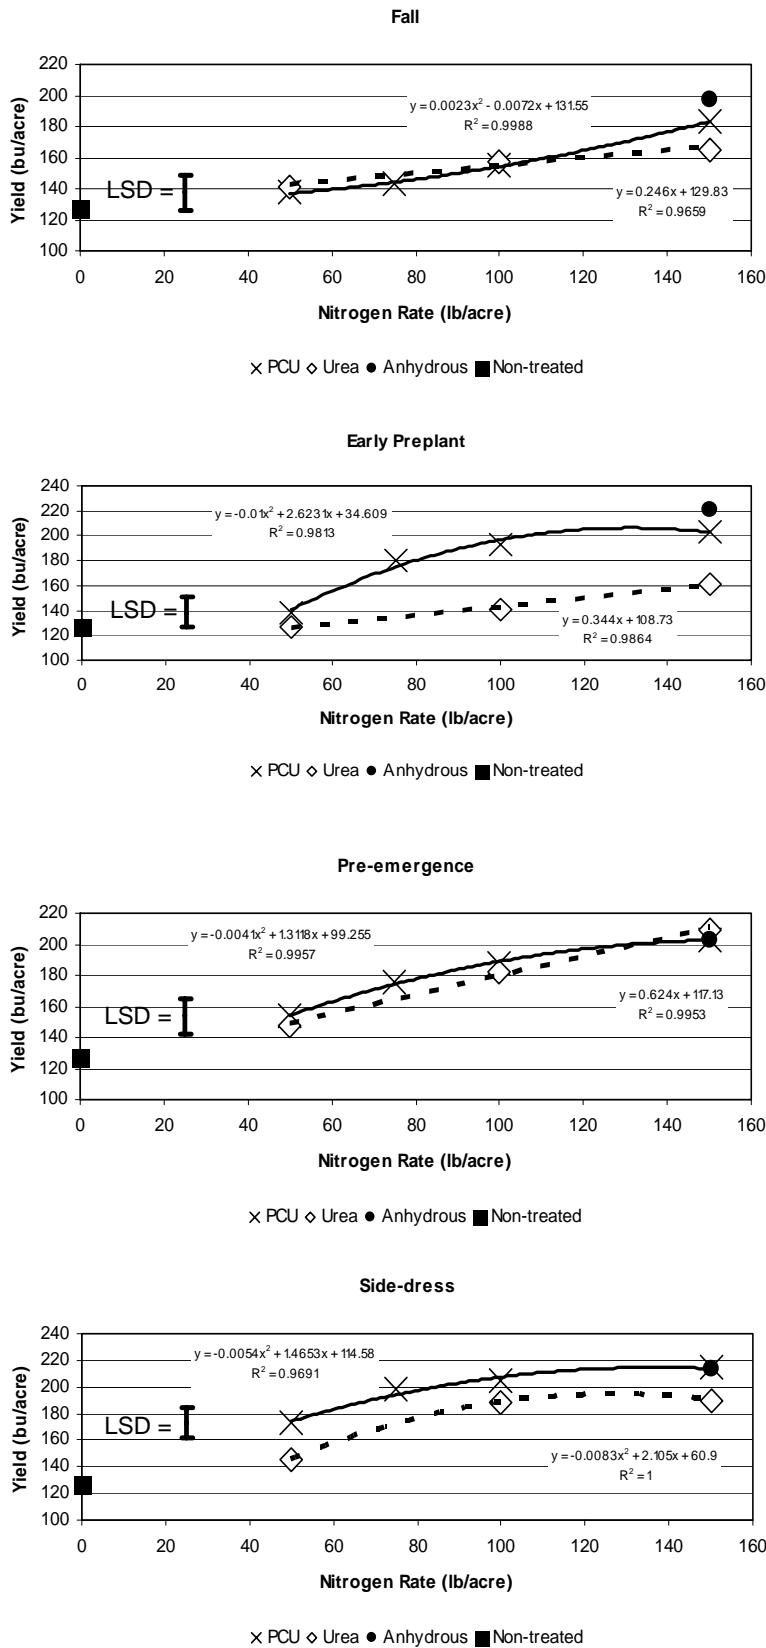 Fall
220
200
180
160
140
120
100
Yield (bu/acre)
y = 0.0023x² - 0.0072x + 131.55
R² = 0.9988
LSD =
y = 0.246x + 129.83
R² = 0.9659
0 20 40 60 80 100 120 140 160
Nitrogen Rate (lb/acre)
PCU Urea Anhydrous Non-treated
Early Preplant
240
220
200
180
160
140
120
100
Yield (bu/acre)
y = -0.01x² + 2.6231x + 34.609
R² = 0.9813
LSD =
y = 0.344x + 108.73
R² = 0.9864
0 20 40 60 80 100 120 140 160
Nitrogen Rate (lb/acre)
PCU Urea Anhydrous Non-treated
Pre-emergence
220
200
180
160
140
120
100
Yield (bu/acre)
y = -0.0041x² + 1.3118x + 99.255
R² = 0.9957
LSD =
y = 0.624x + 117.13
R² = 0.9953
0 20 40 60 80 100 120 140 160
Nitrogen Rate (lb/acre)
PCU Urea Anhydrous Non-treated
Side-dress
240
220
200
180
160
140
120
100
Yield (bu/acre)
y = -0.0054x² + 1.4653x + 114.58
R² = 0.9691
LSD =
y = -0.0083x² + 2.105x + 60.9
R² = 1
0 20 40 60 80 100 120 140 160
Nitrogen Rate (lb/acre)
PCU Urea Anhydrous Non-treated